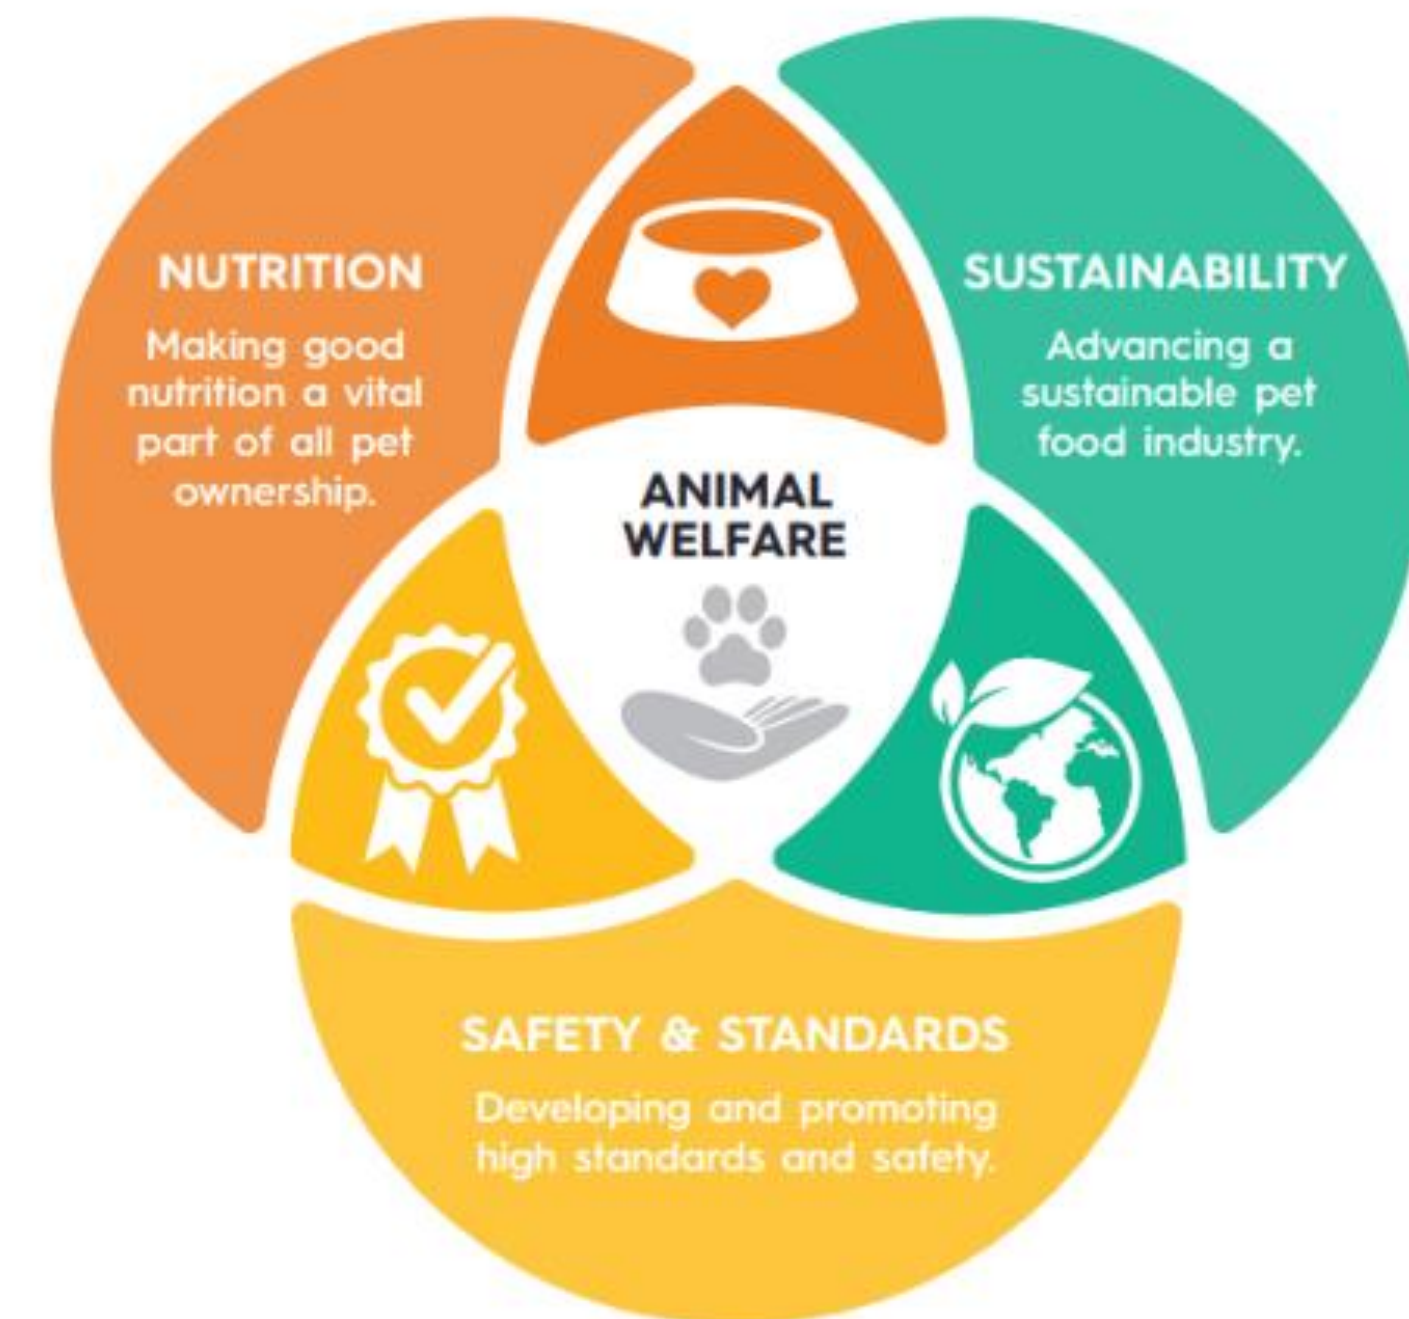 NUTRITION
Making good
nutrition a vital
part of all pet
ownership.
SUSTAINABILITY
Advancing a
sustainable pet
food industry.
ANIMAL
WELFARE
SAFETY & STANDARDS
Developing and promoting
high standards and safety.